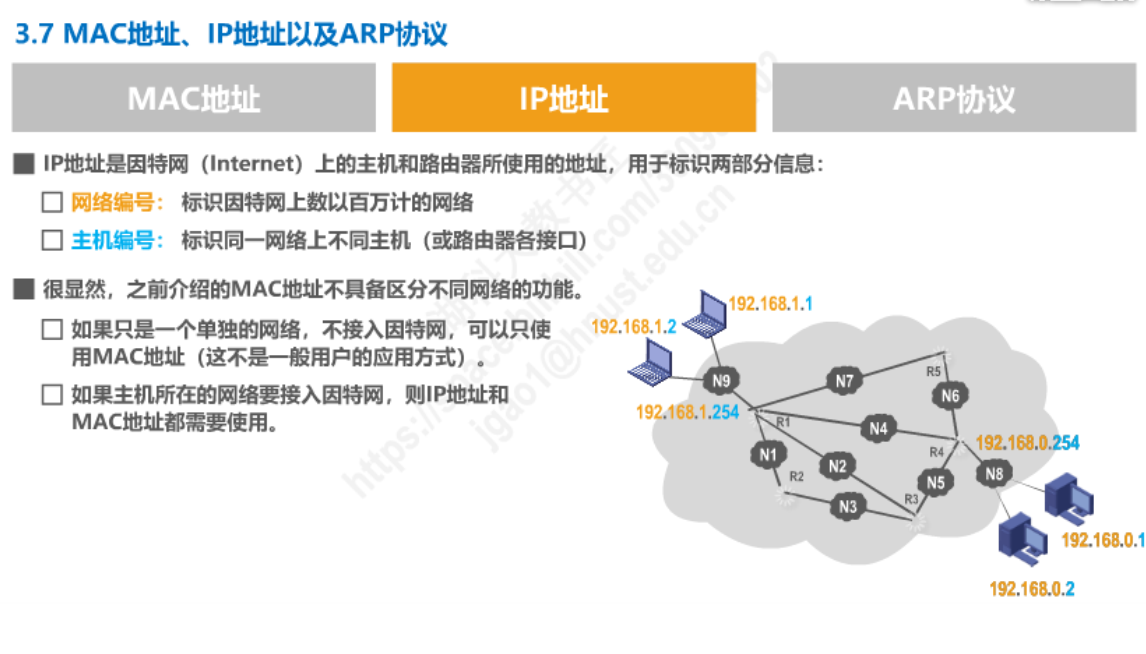 3.7 MAC地址、IP地址以及ARP协议
MAC地址
IP地址
ARP协议
IP地址是因特网（Internet）上的主机和路由器所使用的地址，用于标识两部分信息：
网络编号： 标识因特网上数以百万计的网络
主机编号： 标识同一网络上不同主机（或路由器各接口）
很显然，之前介绍的MAC地址不具备区分不同网络的功能。
如果只是一个单独的网络，不接入因特网，可以只使
用MAC地址（这不是一般用户的应用方式）。
如果主机所在的网络要接入因特网，则IP地址和
MAC地址都需要使用。
192.168.1.1
192.168.1.2
N9
N7
R5
N6
192.168.1.254
R1
N4
192.168.0.254
R4
N1
N2
N8
R2
N5
R3
N3
192.168.0.1
192.168.0.2